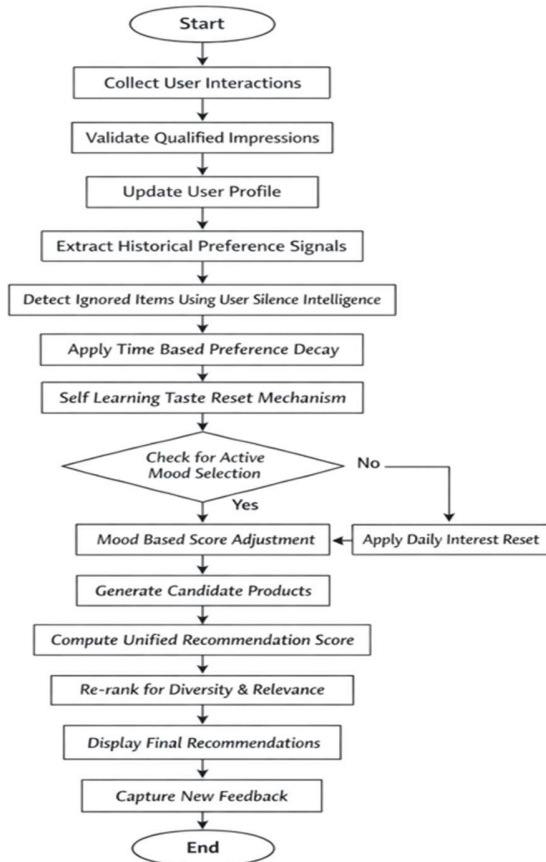 Start
Collect User Interactions
Validate Qualified Impressions
Update User Profile
Extract Historical Preference Signals
Detect Ignored Items Using User Silence Intelligence
Apply Time Based Preference Decay
Self Learning Taste Reset Mechanism
Check for Active
Mood Selection
No
Yes
Mood Based Score Adjustment
Apply Daily Interest Reset
Generate Candidate Products
Compute Unified Recommendation Score
Re-rank for Diversity & Relevance
Display Final Recommendations
Capture New Feedback
End